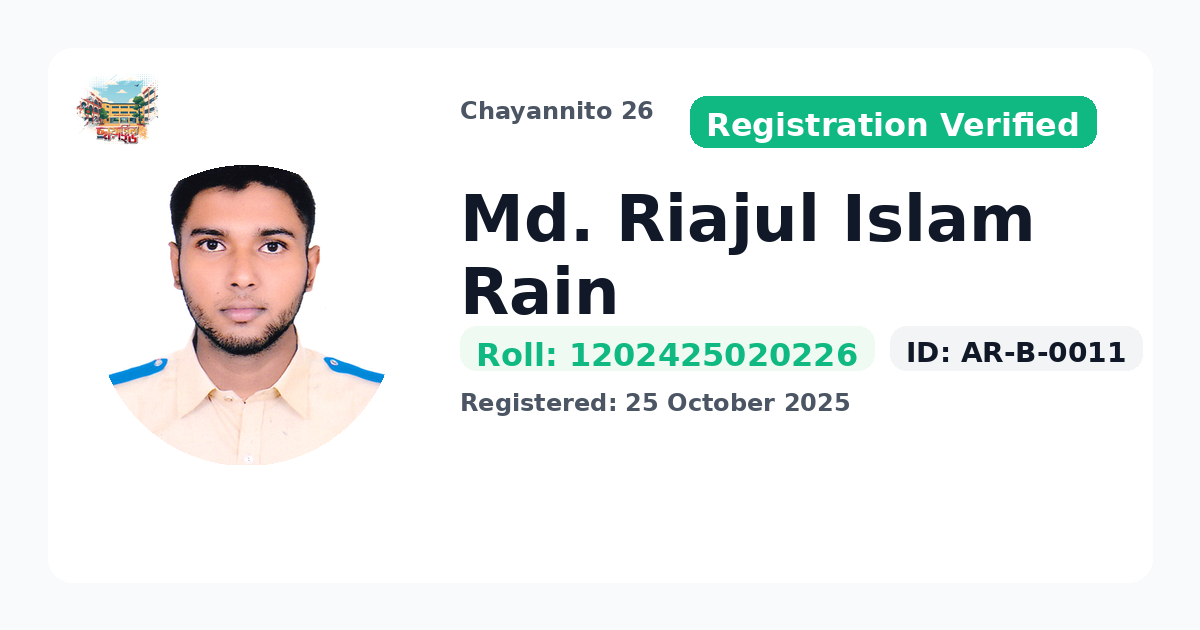 Chayannito 26
Registration Verified
Md. Riajul Islam
Rain
Roll: 1202425020226
ID: AR-B-0011
Registered: 25 October 2025